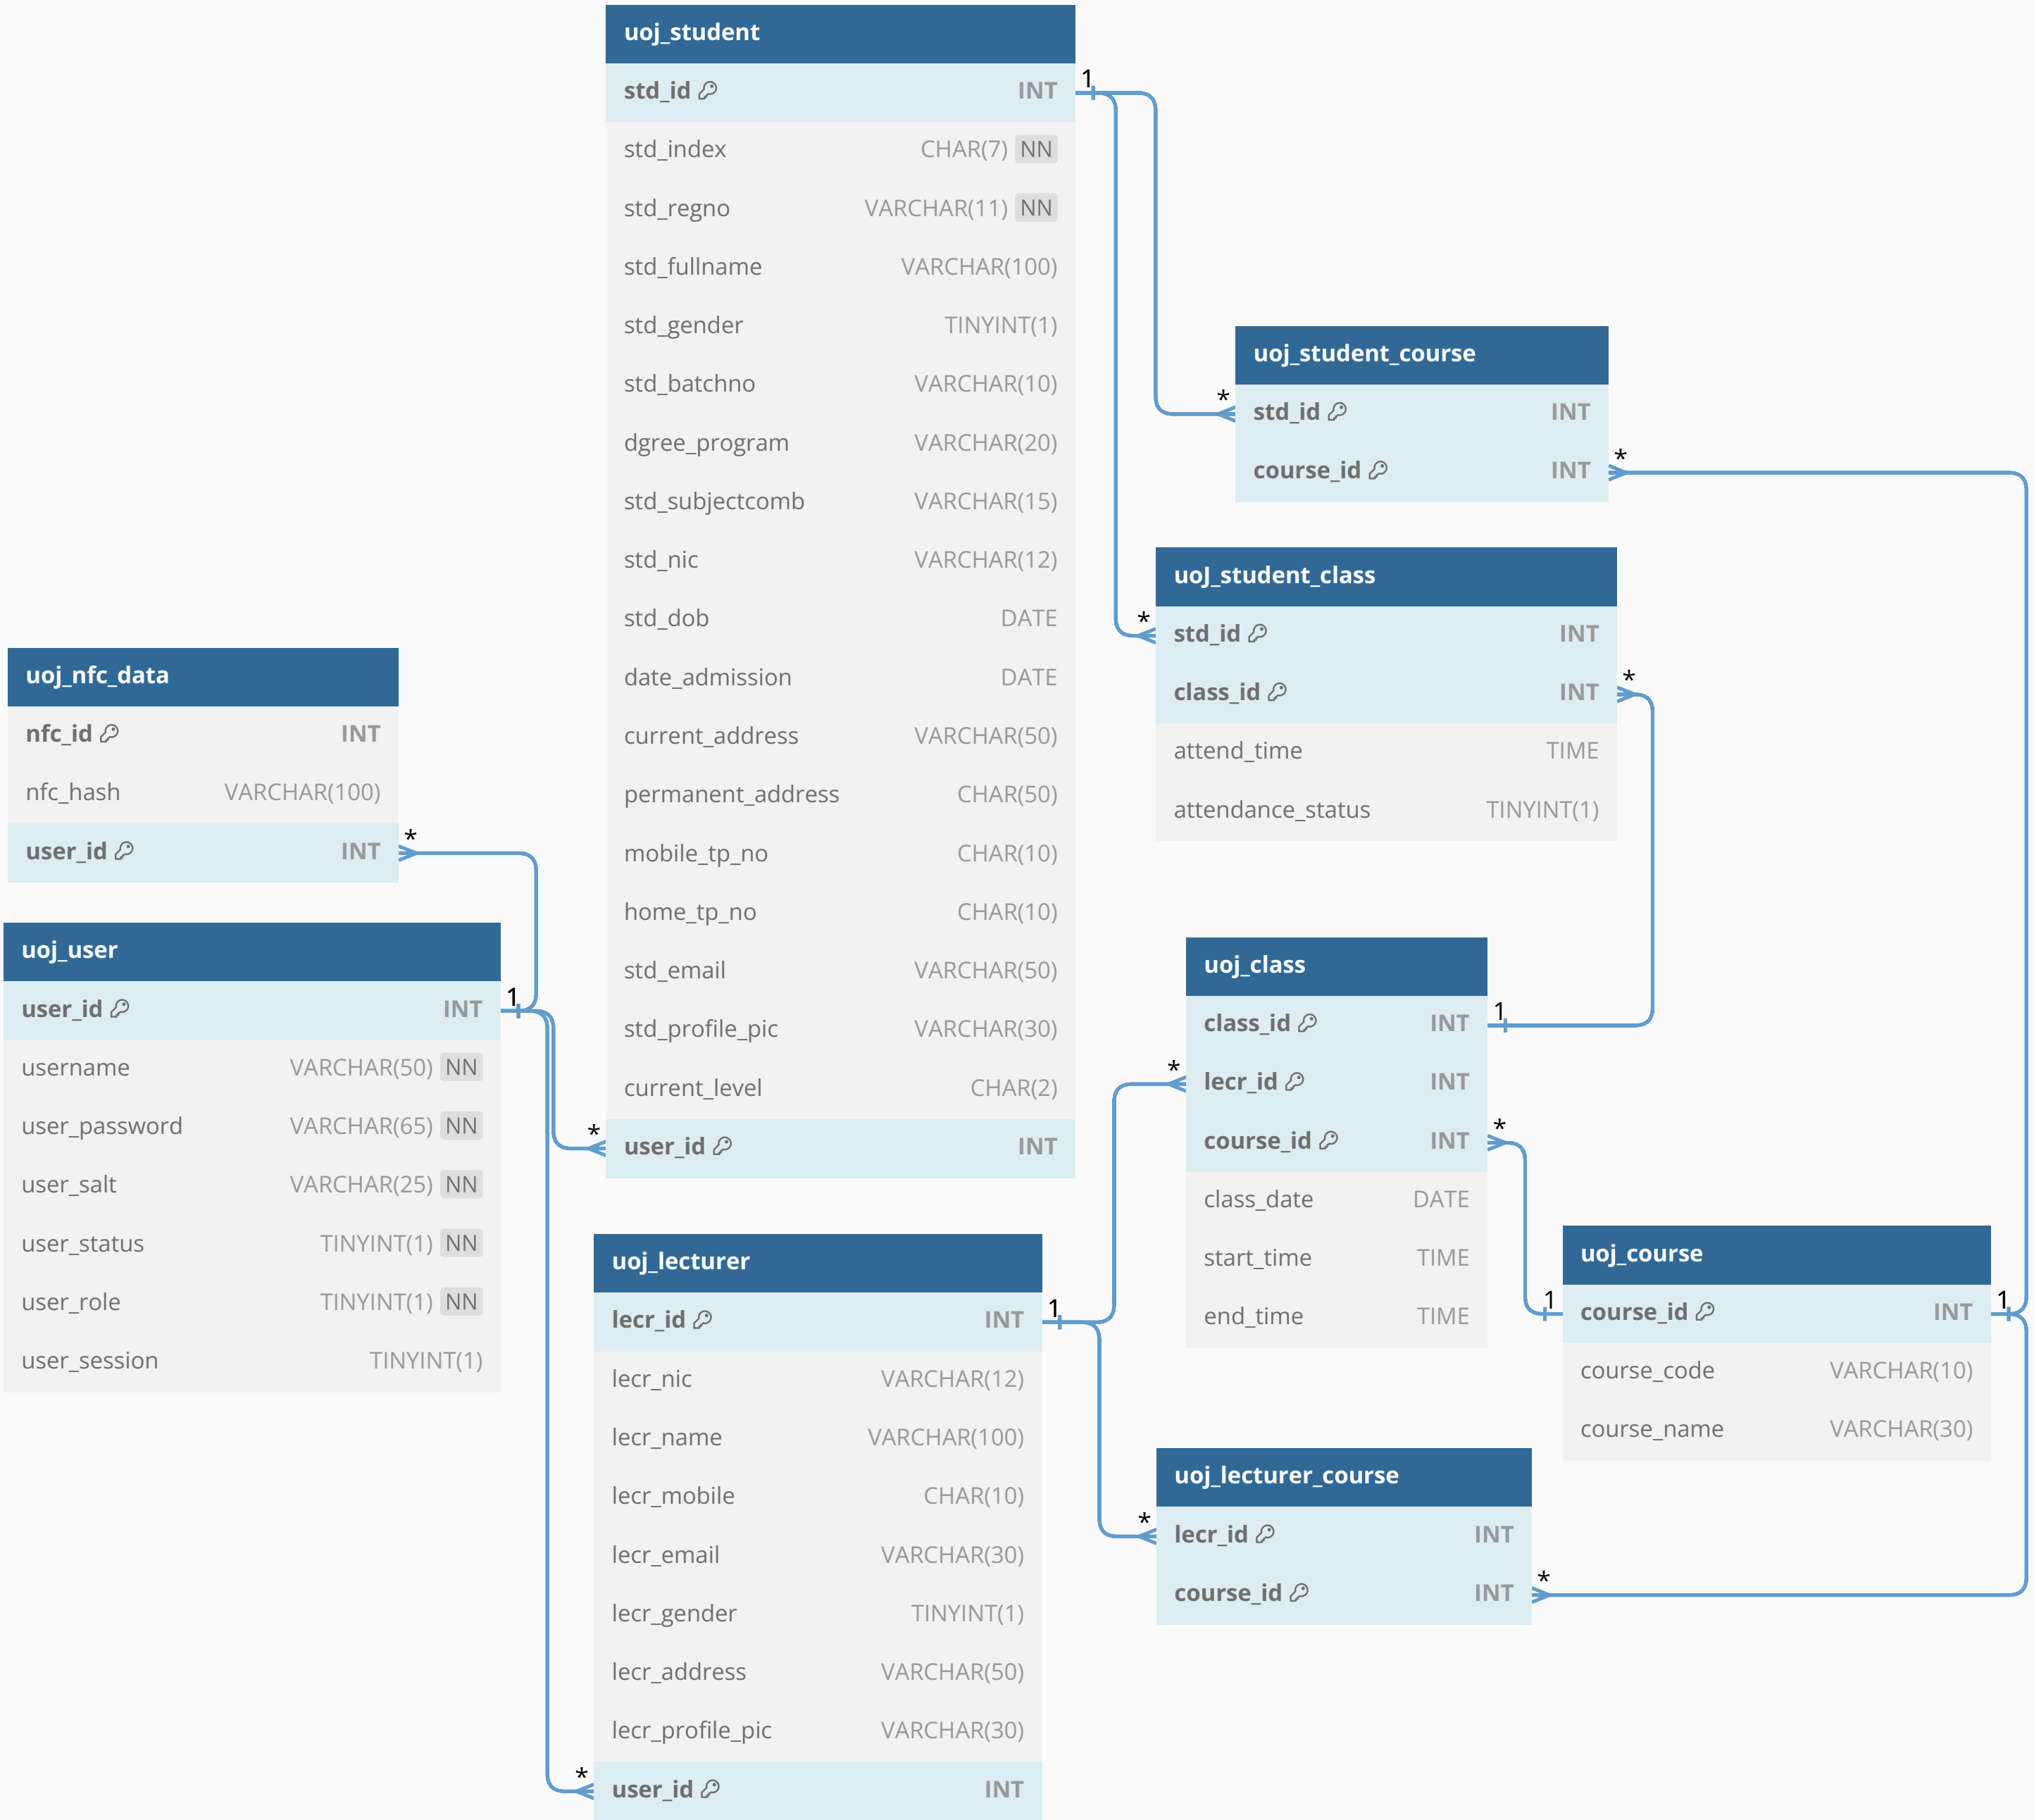 uoj_student
std_id INT
std_index CHAR(7) NN
std_regno VARCHAR(11) NN
std_fullname VARCHAR(100)
std_gender TINYINT(1)
std_batchno VARCHAR(10)
dgree_program VARCHAR(20)
std_subjectcomb VARCHAR(15)
std_nic VARCHAR(12)
std_dob DATE
date_admission DATE
current_address VARCHAR(50)
permanent_address CHAR(50)
mobile_tp_no CHAR(10)
home_tp_no CHAR(10)
std_email VARCHAR(50)
std_profile_pic VARCHAR(30)
current_level CHAR(2)
user_id INT
1
*
uoj_student_course
std_id INT
course_id INT
*
*
uoJ_student_class
std_id INT
class_id INT
attend_time TIME
attendance_status TINYINT(1)
*
*
uoj_nfc_data
nfc_id INT
nfc_hash VARCHAR(100)
user_id INT
*
uoj_user
user_id INT
username VARCHAR(50) NN
user_password VARCHAR(65) NN
user_salt VARCHAR(25) NN
user_status TINYINT(1) NN
user_role TINYINT(1) NN
user_session TINYINT(1)
1
uoj_class
class_id INT
lecr_id INT
course_id INT
class_date DATE
start_time TIME
end_time TIME
1
*
*
uoj_lecturer
lecr_id INT
lecr_nic VARCHAR(12)
lecr_name VARCHAR(100)
lecr_mobile CHAR(10)
lecr_email VARCHAR(30)
lecr_gender TINYINT(1)
lecr_address VARCHAR(50)
lecr_profile_pic VARCHAR(30)
user_id INT
1
*
uoj_course
course_id INT
course_code VARCHAR(10)
course_name VARCHAR(30)
1
1
uoj_lecturer_course
lecr_id INT
course_id INT
*
*